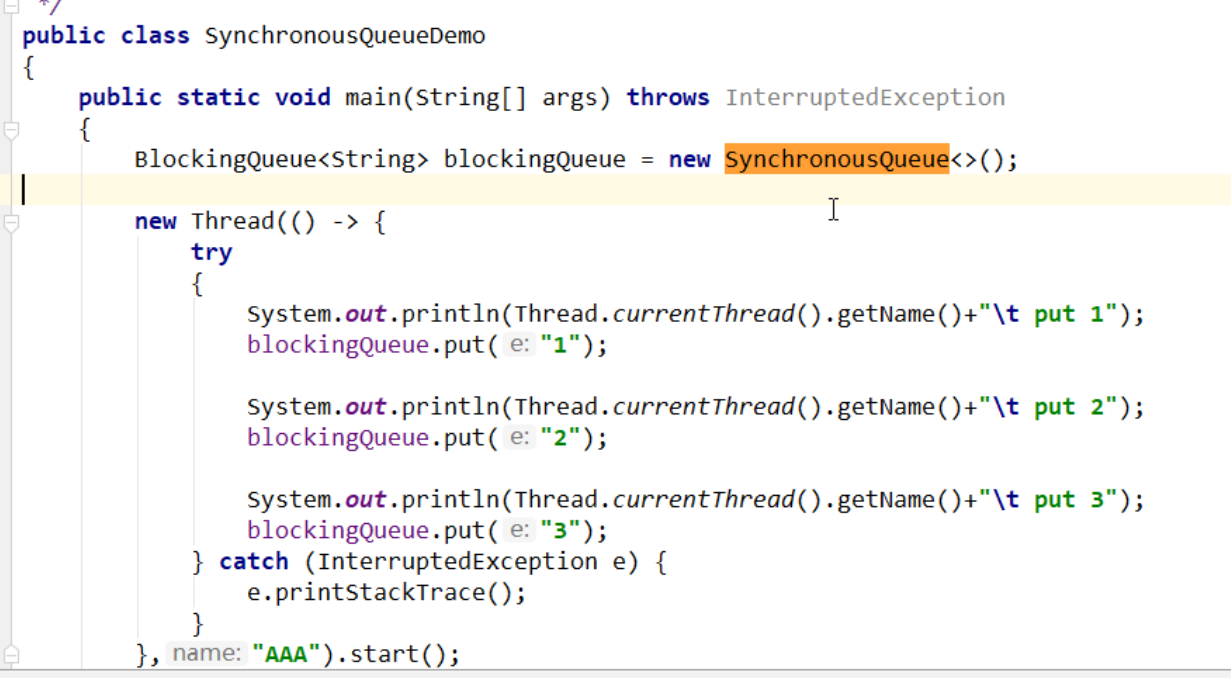 */
public class SynchronousQueueDemo
{
public static void main(String[] args) throws InterruptedException
{
BlockingQueue<String> blockingQueue = new SynchronousQueue<>();
new Thread(() -> {
try
{
System.out.println(Thread.currentThread().getName()+"\t put 1");
blockingQueue.put( e: "1");
System.out.println(Thread.currentThread().getName()+"\t put 2");
blockingQueue.put( e: "2");
System.out.println(Thread.currentThread().getName()+"\t put 3");
blockingQueue.put( e: "3");
} catch (InterruptedException e) {
e.printStackTrace();
}
}, name: "AAA").start();